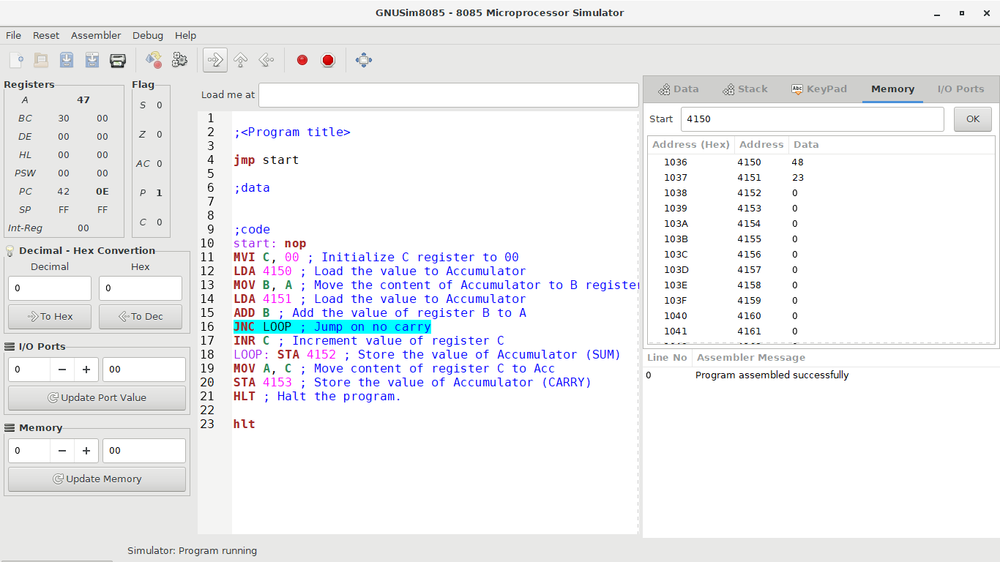 GNUSim8085 - 8085 Microprocessor Simulator
File Reset Assembler Debug Help
Registers
A 47
BC 30 00
DE 00 00
HL 00 00
PSW 00 00
PC 42 0E
SP FF FF
Int-Reg 00
Flag
S 0
Z 0
AC 0
P 1
C 0
Decimal - Hex Convertion
Decimal Hex
0 0
To Hex To Dec
I/O Ports
0 00
Update Port Value
Memory
0 00
Update Memory
Load me at
1
2 ;<Program title>
3
4 jmp start
5
6 ;data
7
8
9 ;code
10 start: nop
11 MVI C, 00 ; Initialize C register to 00
12 LDA 4150 ; Load the value to Accumulator
13 MOV B, A ; Move the content of Accumulator to B register
14 LDA 4151 ; Load the value to Accumulator
15 ADD B ; Add the value of register B to A
16 JNC LOOP ; Jump on no carry
17 INR C ; Increment value of register C
18 LOOP: STA 4152 ; Store the value of Accumulator (SUM)
19 MOV A, C ; Move content of register C to Acc
20 STA 4153 ; Store the value of Accumulator (CARRY)
21 HLT ; Halt the program.
22
23 hlt
Data Stack Abc KeyPad Memory I/O Ports
Start 4150 OK
Address (Hex) Address Data
1036 4150 48
1037 4151 23
1038 4152 0
1039 4153 0
103A 4154 0
103B 4155 0
103C 4156 0
103D 4157 0
103E 4158 0
103F 4159 0
1040 4160 0
1041 4161 0
Line No Assembler Message
0 Program assembled successfully
Simulator: Program running